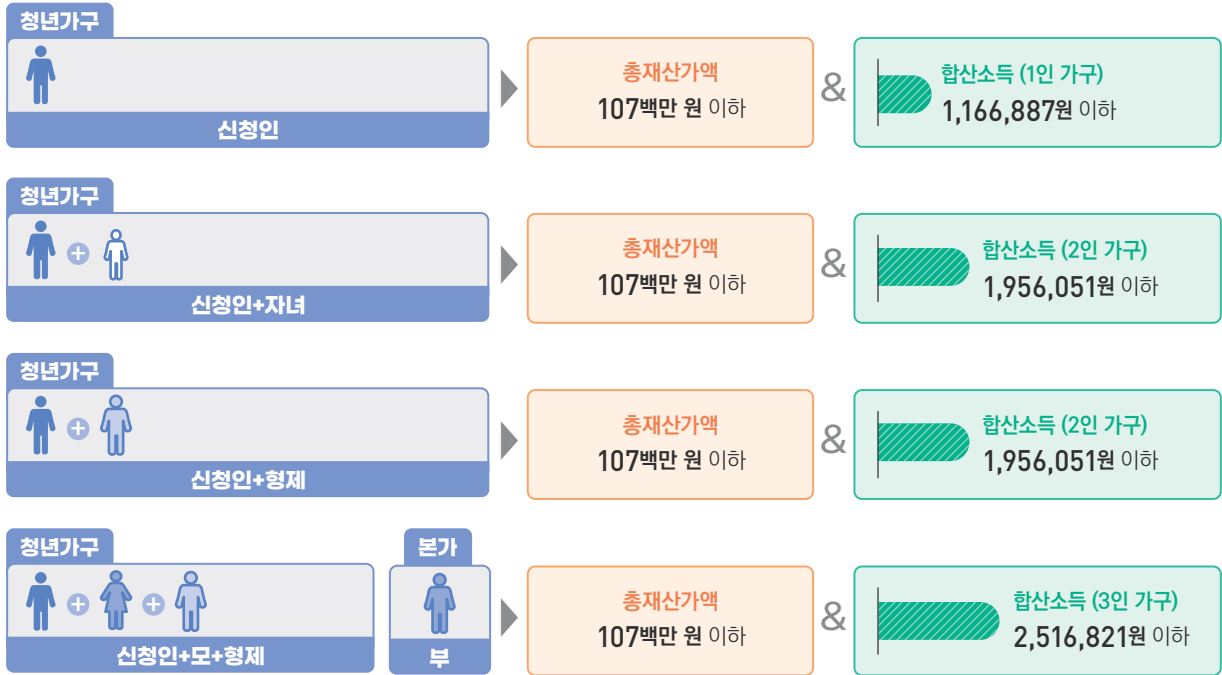 청년가구
신청인
총재산가액
107백만 원 이하
&
합산소득 (1인 가구)
1,166,887원 이하
청년가구
신청인+자녀
총재산가액
107백만 원 이하
&
합산소득 (2인 가구)
1,956,051원 이하
청년가구
신청인+형제
총재산가액
107백만 원 이하
&
합산소득 (2인 가구)
1,956,051원 이하
청년가구
신청인+모+형제
본가
부
총재산가액
107백만 원 이하
&
합산소득 (3인 가구)
2,516,821원 이하